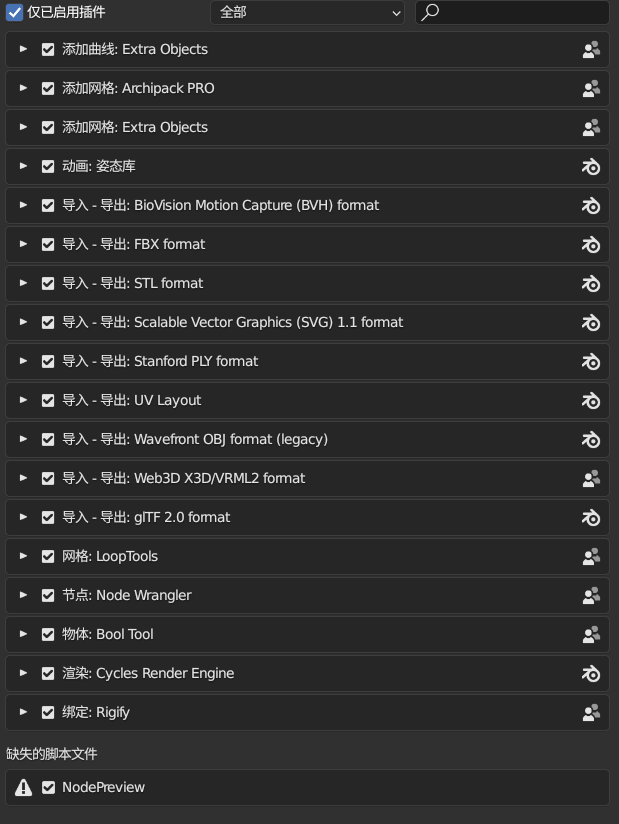 仅已启用插件
全部
添加曲线: Extra Objects
添加网格: Archipack PRO
添加网格: Extra Objects
动画: 姿态库
导入 - 导出: BioVision Motion Capture (BVH) format
导入 - 导出: FBX format
导入 - 导出: STL format
导入 - 导出: Scalable Vector Graphics (SVG) 1.1 format
导入 - 导出: Stanford PLY format
导入 - 导出: UV Layout
导入 - 导出: Wavefront OBJ format (legacy)
导入 - 导出: Web3D X3D/VRML2 format
导入 - 导出: glTF 2.0 format
网格: LoopTools
节点: Node Wrangler
物体: Bool Tool
渲染: Cycles Render Engine
绑定: Rigify
缺失的脚本文件
NodePreview